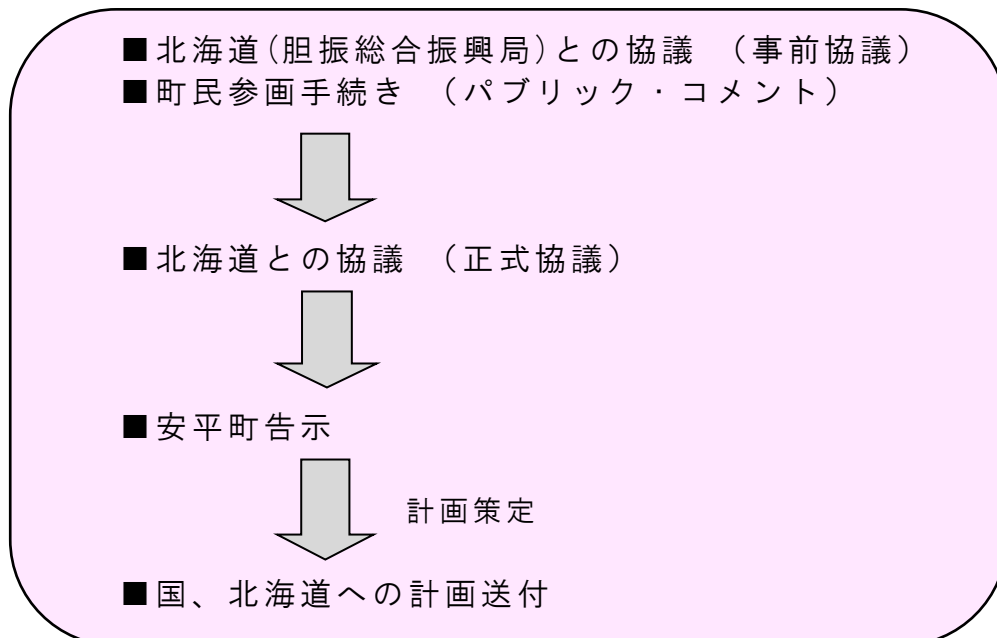 ■北海道(胆振総合振興局)との協議 (事前協議)
■町民参画手続き (パブリック・コメント)
■北海道との協議 (正式協議)
■安平町告示
計画策定
■国、北海道への計画送付